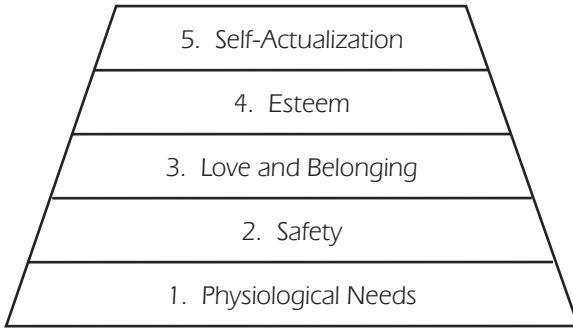 5. Self-Actualization
4. Esteem
3. Love and Belonging
2. Safety
1. Physiological Needs